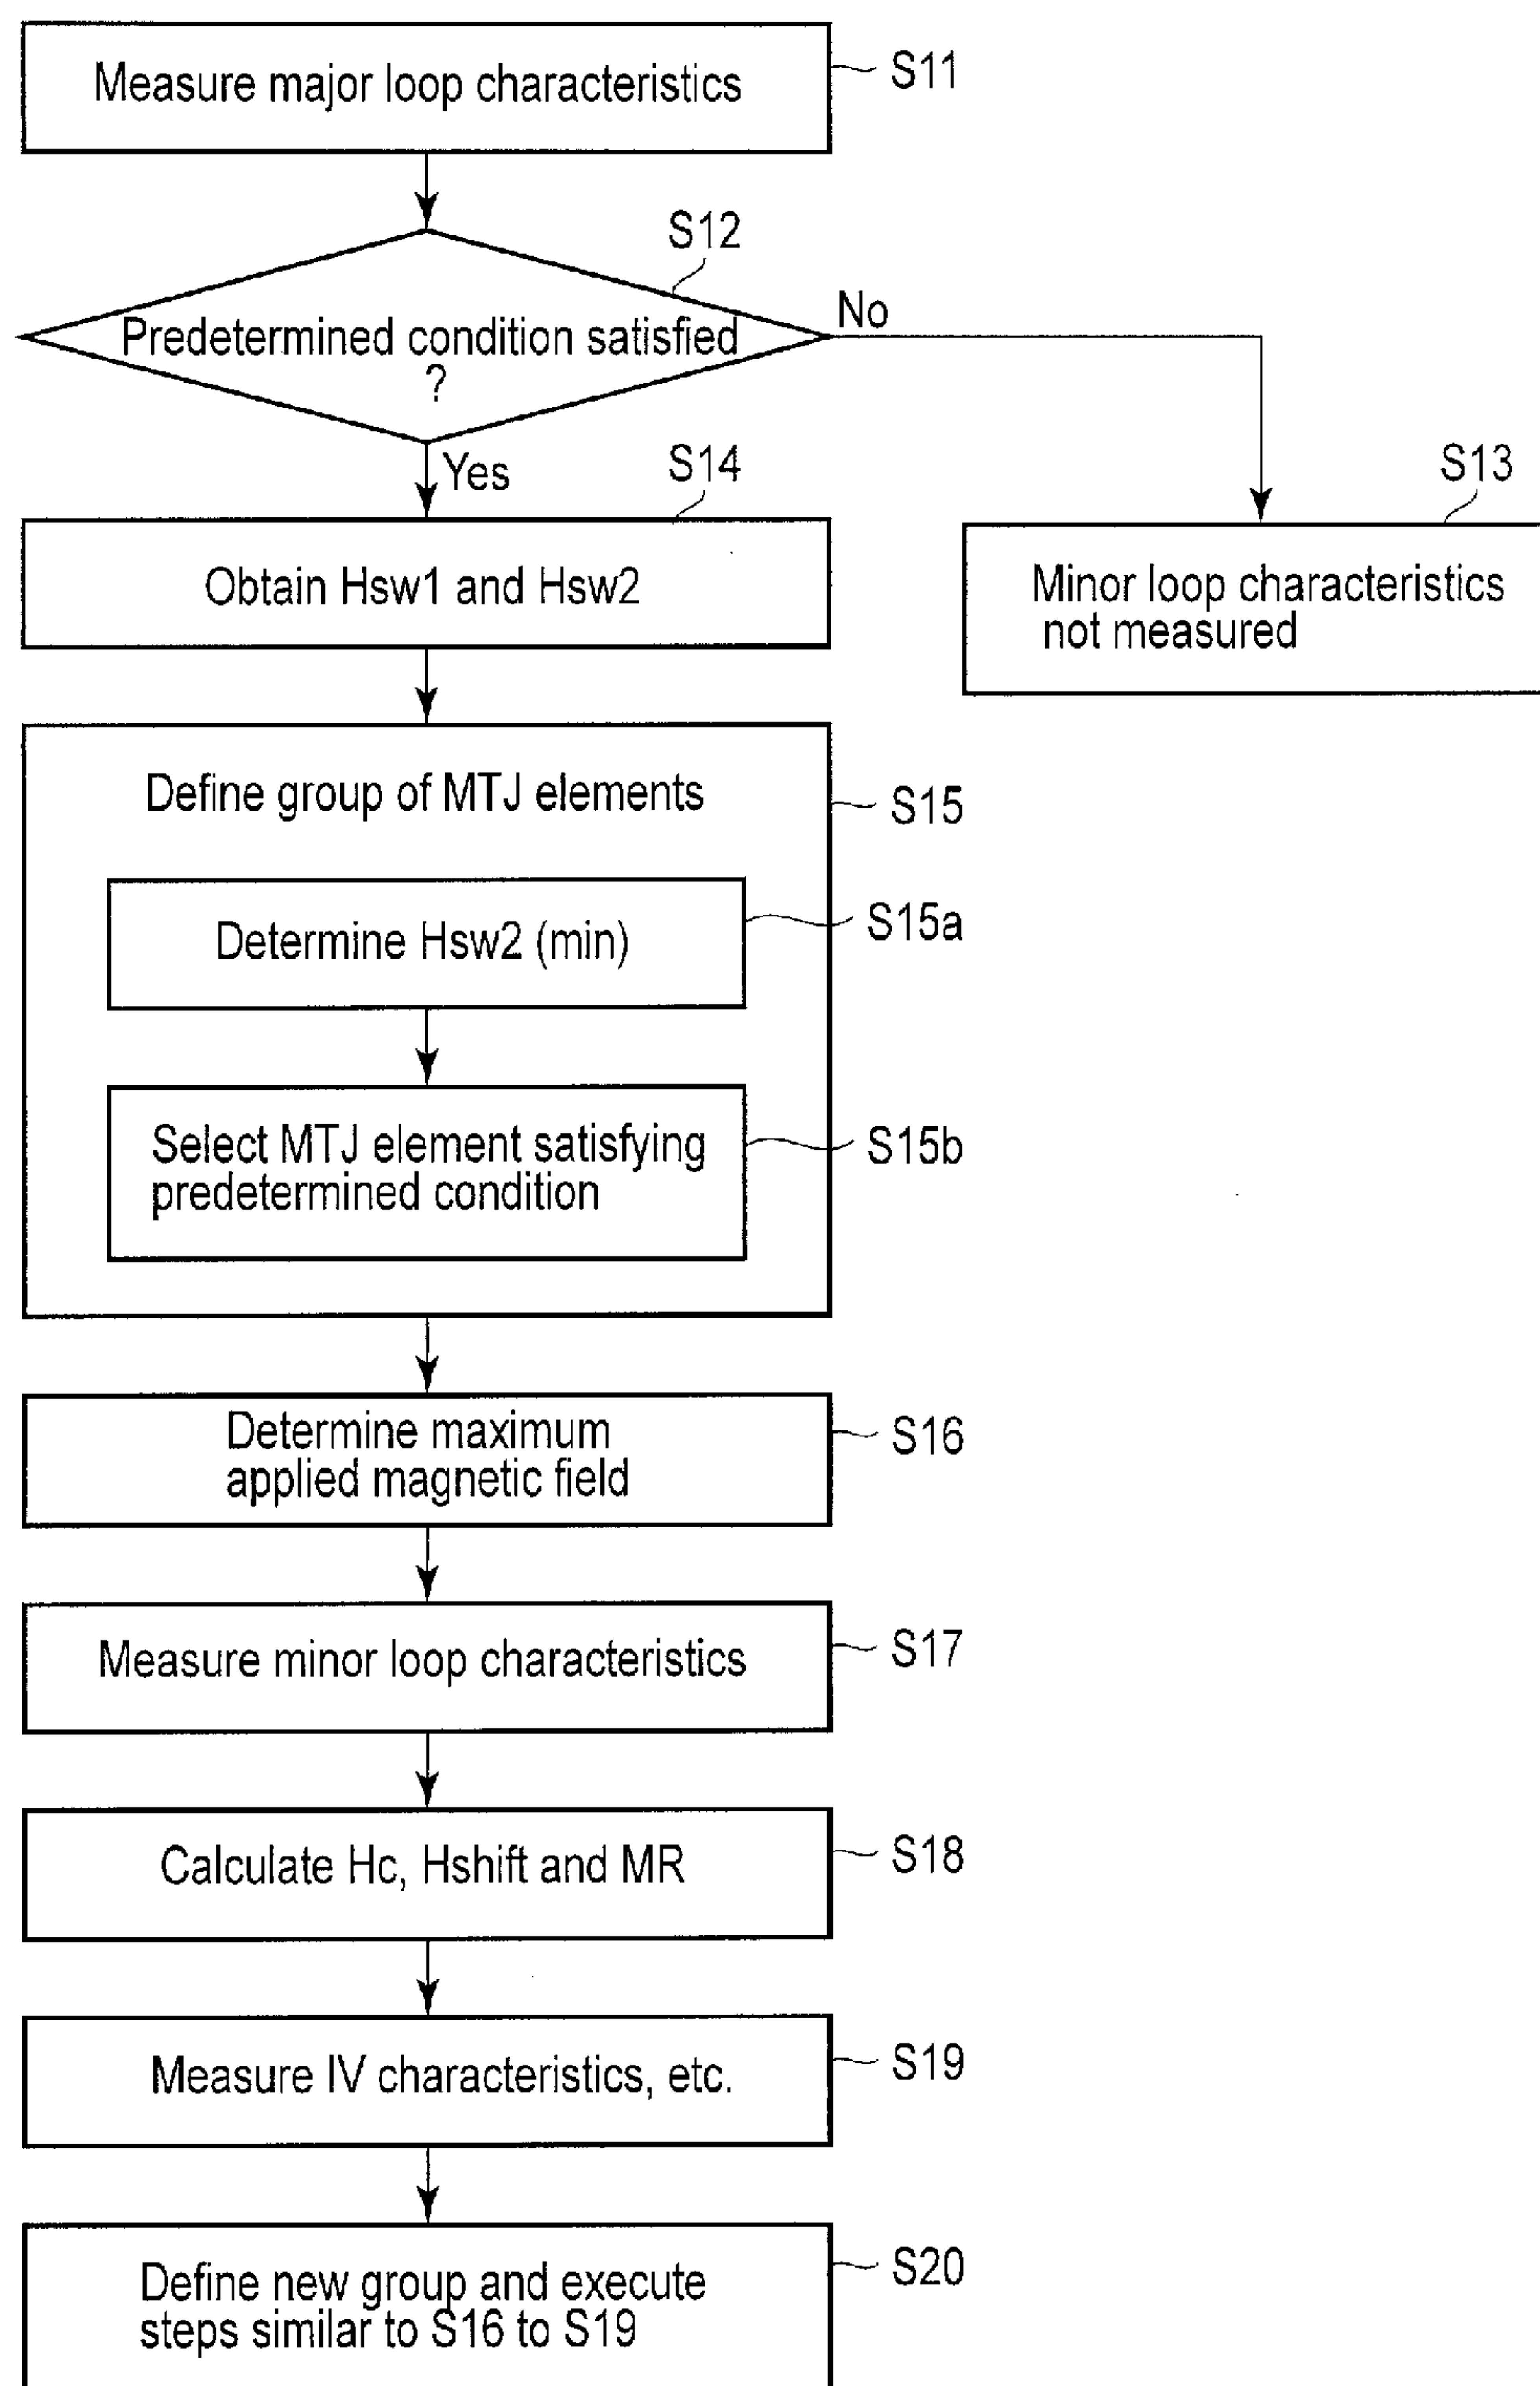 Measure major loop characteristics
S11
S12
Predetermined condition satisfied
?
No
Yes
S14
S13
Obtain Hsw1 and Hsw2
Minor loop characteristics
not measured
Define group of MTJ elements
S15
Determine Hsw2 (min)
S15a
Select MTJ element satisfying
predetermined condition
S15b
Determine maximum
applied magnetic field
S16
Measure minor loop characteristics
S17
Calculate Hc, Hshift and MR
S18
Measure IV characteristics, etc.
S19
Define new group and execute
steps similar to S16 to S19
S20